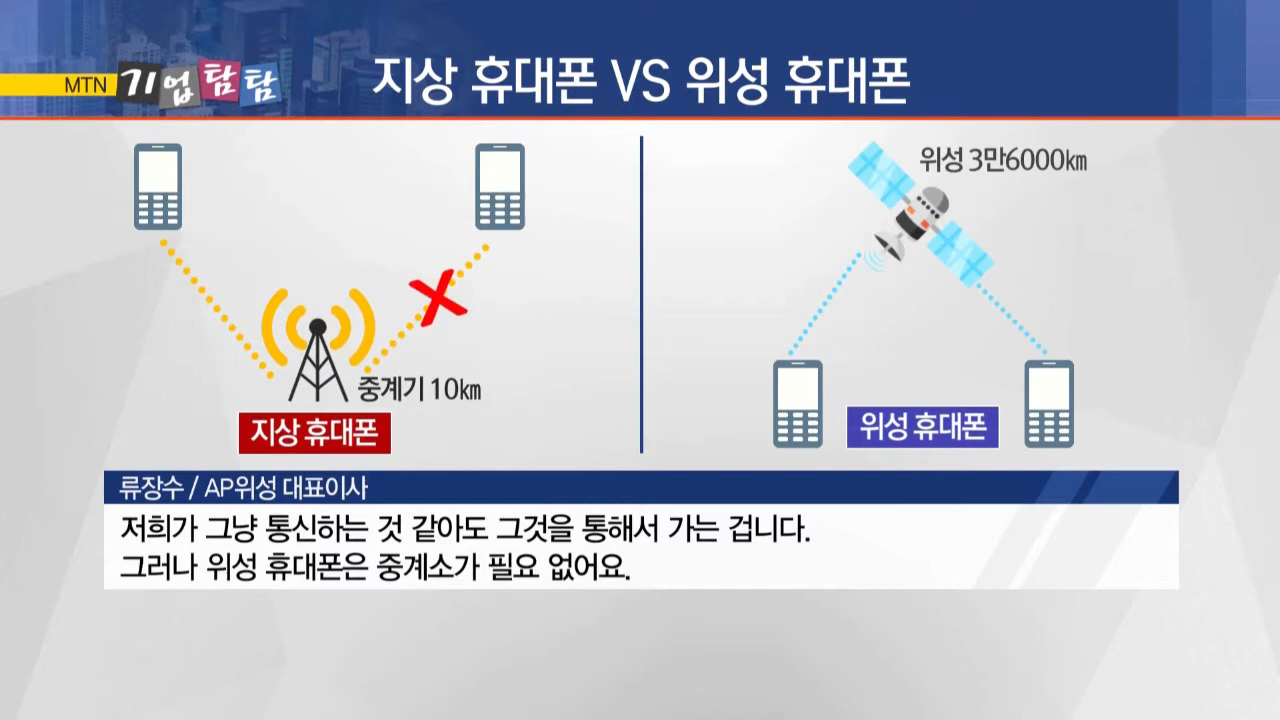 MTN 기업탐탐
지상 휴대폰 VS 위성 휴대폰
위성 3만6000㎞
중계기 10㎞
지상 휴대폰
위성 휴대폰
류장수 / AP위성 대표이사
저희가 그냥 통신하는 것 같아도 그것을 통해서 가는 겁니다.
그러나 위성 휴대폰은 중계소가 필요 없어요.